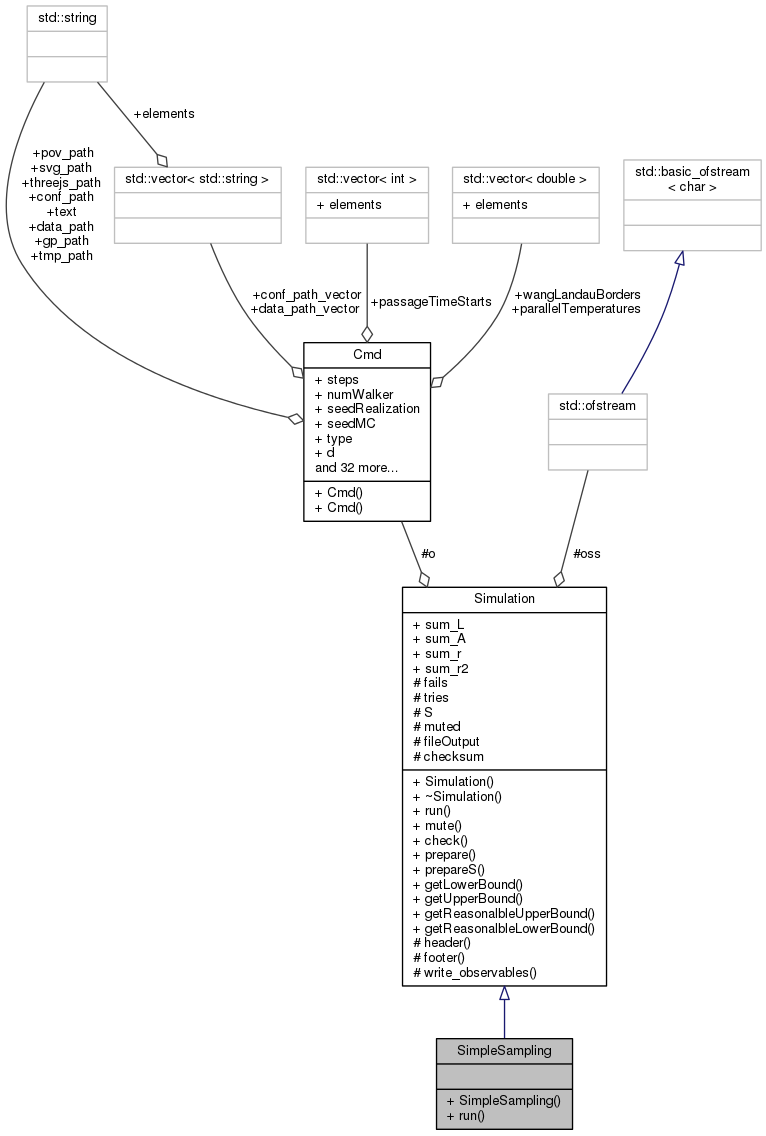 std::string
+elements
+pov_path
+svg_path
+threejs_path
+conf_path
+text
+data_path
+gp_path
+tmp_path
std::vector< std::string >
std::vector< int >
+ elements
std::vector< double >
+ elements
std::basic_ofstream
< char >
+conf_path_vector
+data_path_vector
+passageTimeStarts
+wangLandauBorders
+parallelTemperatures
Cmd
+ steps
+ numWalker
+ seedRealization
+ seedMC
+ type
+ d
and 32 more...
+ Cmd()
+ Cmd()
std::ofstream
#o
#oss
Simulation
+ sum_L
+ sum_A
+ sum_r
+ sum_r2
# fails
# tries
# S
# muted
# fileOutput
# checksum
+ Simulation()
+ ~Simulation()
+ run()
+ mute()
+ check()
+ prepare()
+ prepareS()
+ getLowerBound()
+ getUpperBound()
+ getReasonalbleUpperBound()
+ getReasonalbleLowerBound()
# header()
# footer()
# write_observables()
SimpleSampling
+ SimpleSampling()
+ run()